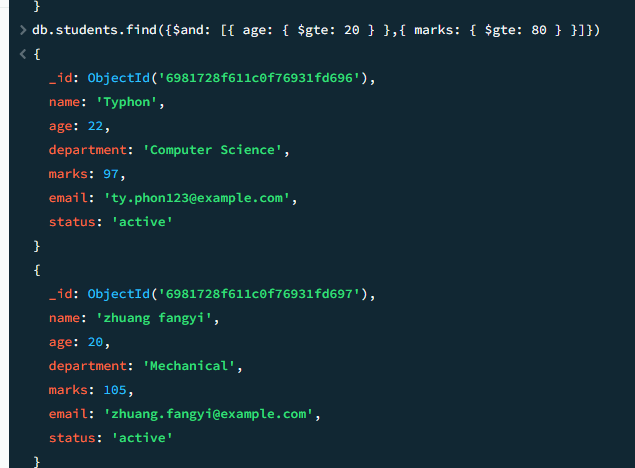 }
> db.students.find({$and: [{ age: { $gte: 20 } },{ marks: { $gte: 80 } }]})
< {
_id: ObjectId('6981728f611c0f76931fd696'),
name: 'Typhon',
age: 22,
department: 'Computer Science',
marks: 97,
email: 'ty.phon123@example.com',
status: 'active'
}
{
_id: ObjectId('6981728f611c0f76931fd697'),
name: 'zhuang fangyi',
age: 20,
department: 'Mechanical',
marks: 105,
email: 'zhuang.fangyi@example.com',
status: 'active'
}